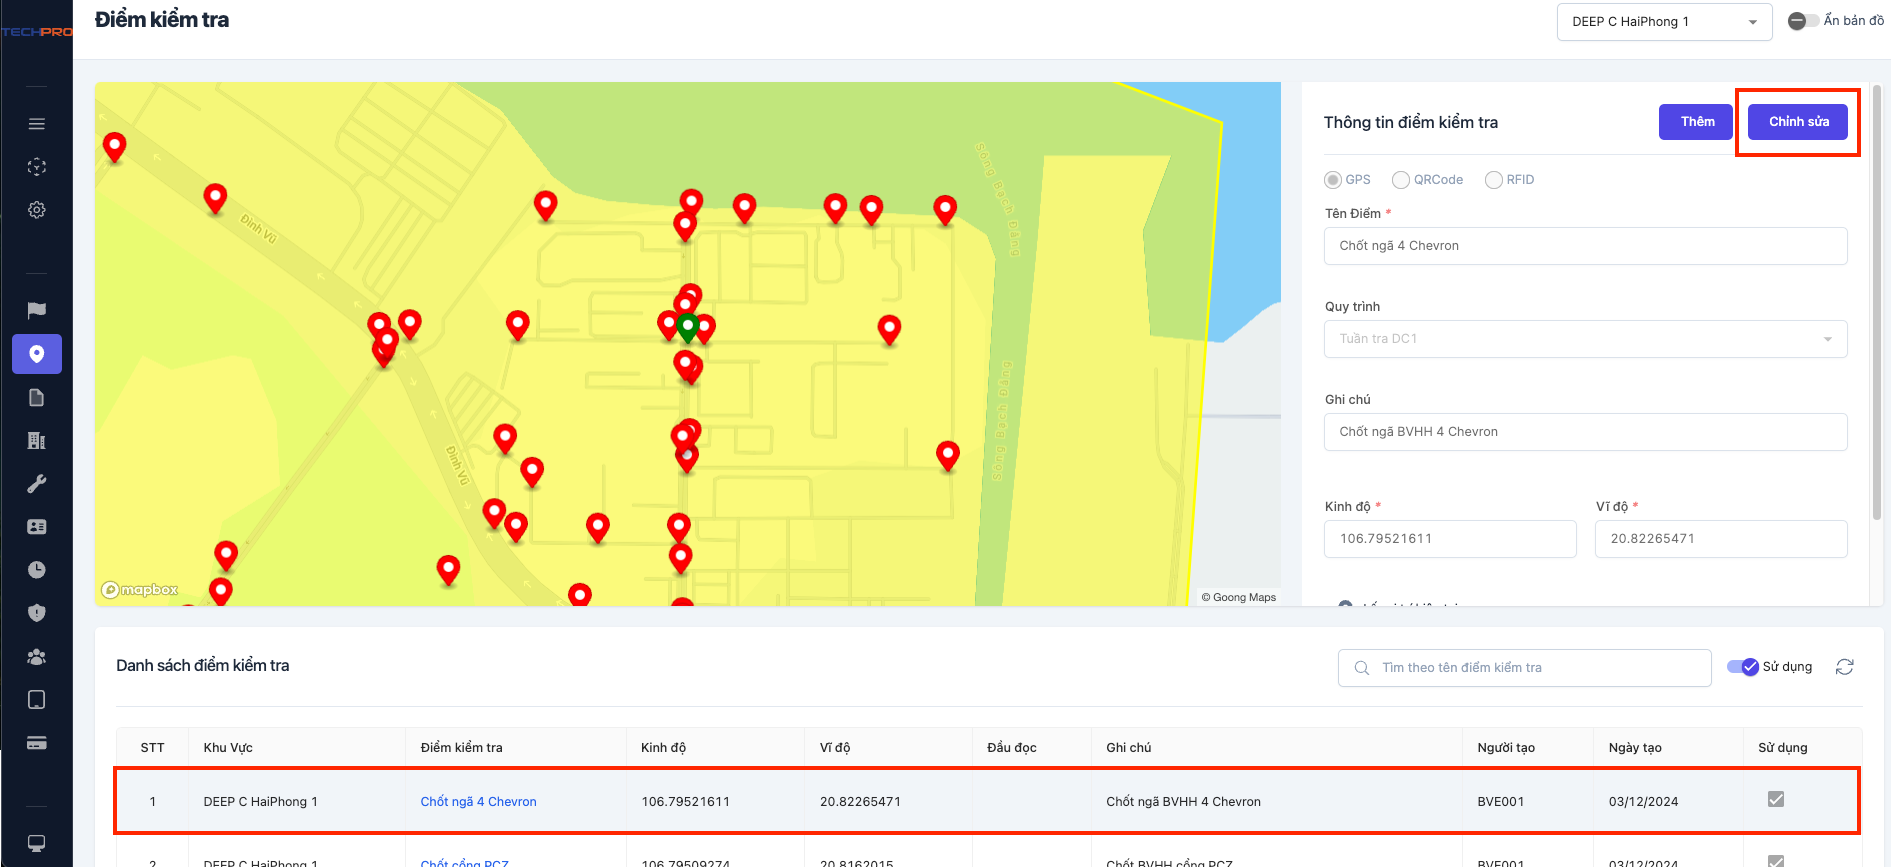 TECHPRO
Điểm kiểm tra
DEEP C HaiPhong 1
Ẩn bản đồ
Đình Vũ
Đình Vũ
Sông Bạch Đằng
Sông Bạch Đằng
mapbox
© Goong Maps
Thông tin điểm kiểm tra
Thêm
Chỉnh sửa
GPS QRCode RFID
Tên Điểm *
Chốt ngã 4 Chevron
Quy trình
Tuần tra DC1
Ghi chú
Chốt ngã BVHH 4 Chevron
Kinh độ * Vĩ độ *
106.79521611 20.82265471
Danh sách điểm kiểm tra
Tìm theo tên điểm kiểm tra
Sử dụng
STT Khu Vực Điểm kiểm tra Kinh độ Vĩ độ Đầu đọc Ghi chú Người tạo Ngày tạo Sử dụng
1 DEEP C HaiPhong 1 Chốt ngã 4 Chevron 106.79521611 20.82265471 Chốt ngã BVHH 4 Chevron BVE001 03/12/2024
2 DEEP C HaiPhong 1 Chốt cổng PCZ 106.79509274 20.8162015 Chốt BVHH cổng PCZ BVE001 03/12/2024